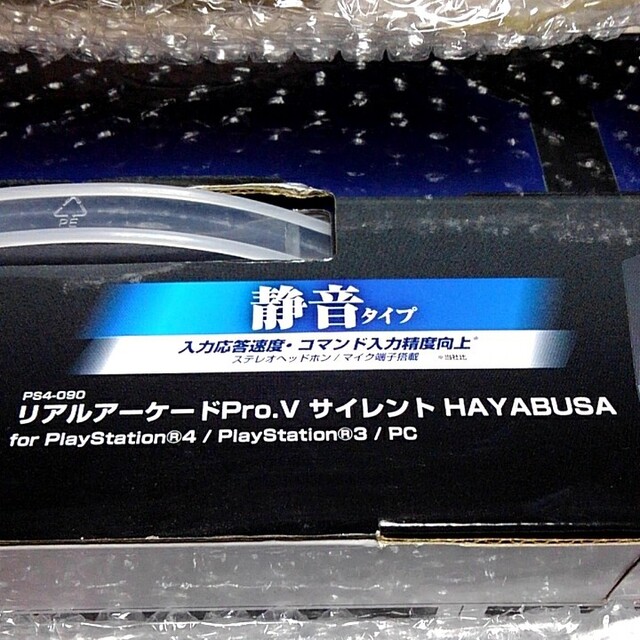 PE
静音タイプ
入力応答速度・コマンド入力精度向上※
ステレオヘッドホン/マイク端子搭載 ※当社比
PS4-090
リアルアーケードPro.V サイレント HAYABUSA
for PlayStation®4 / PlayStation®3 / PC